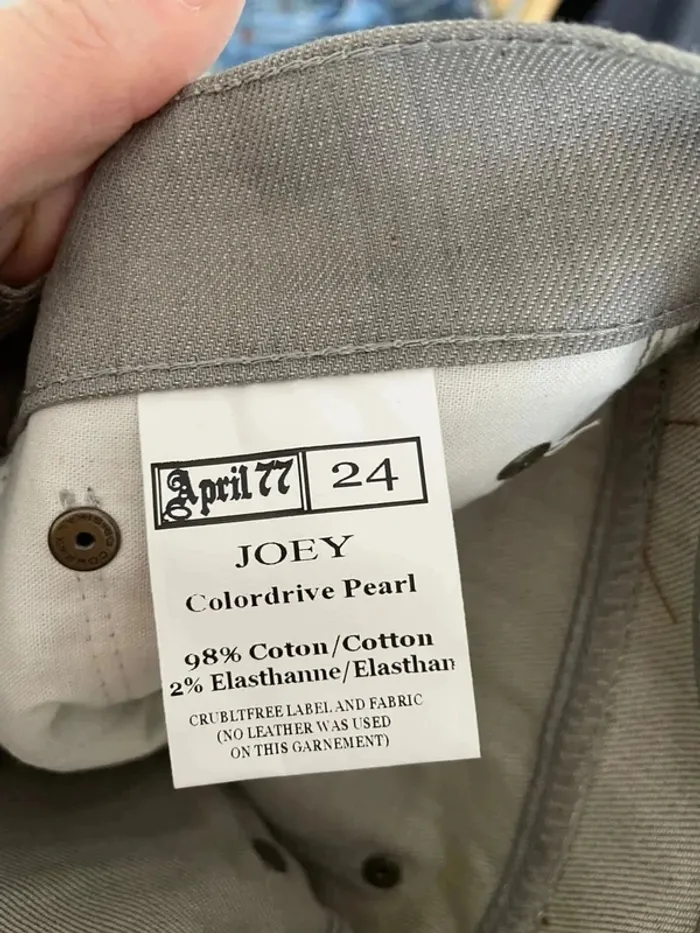 April 77 24
JOEY
Colordrive Pearl
98% Coton/Cotton
2% Elasthanne/Elasthan
CRUBLTFREE LABEL AND FABRIC
(NO LEATHER WAS USED
ON THIS GARNEMENT)